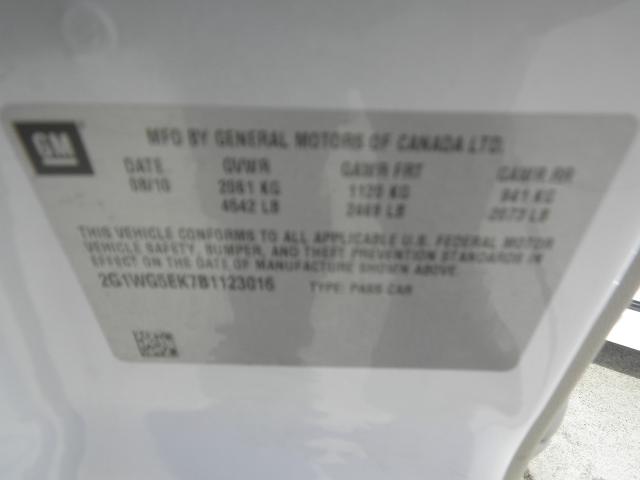 GM
MFD BY GENERAL MOTORS OF CANADA LTD.
DATE GVWR GAWR FRT GAWR RR
08/10 2061 KG 1120 KG 941 KG
4542 LB 2469 LB 2073 LB
THIS VEHICLE CONFORMS TO ALL APPLICABLE U.S. FEDERAL MOTOR
VEHICLE SAFETY, BUMPER, AND THEFT PREVENTION STANDARDS IN
EFFECT ON THE DATE OF MANUFACTURE SHOWN ABOVE.
2G1WG5EK7B1123016 TYPE: PASS CAR